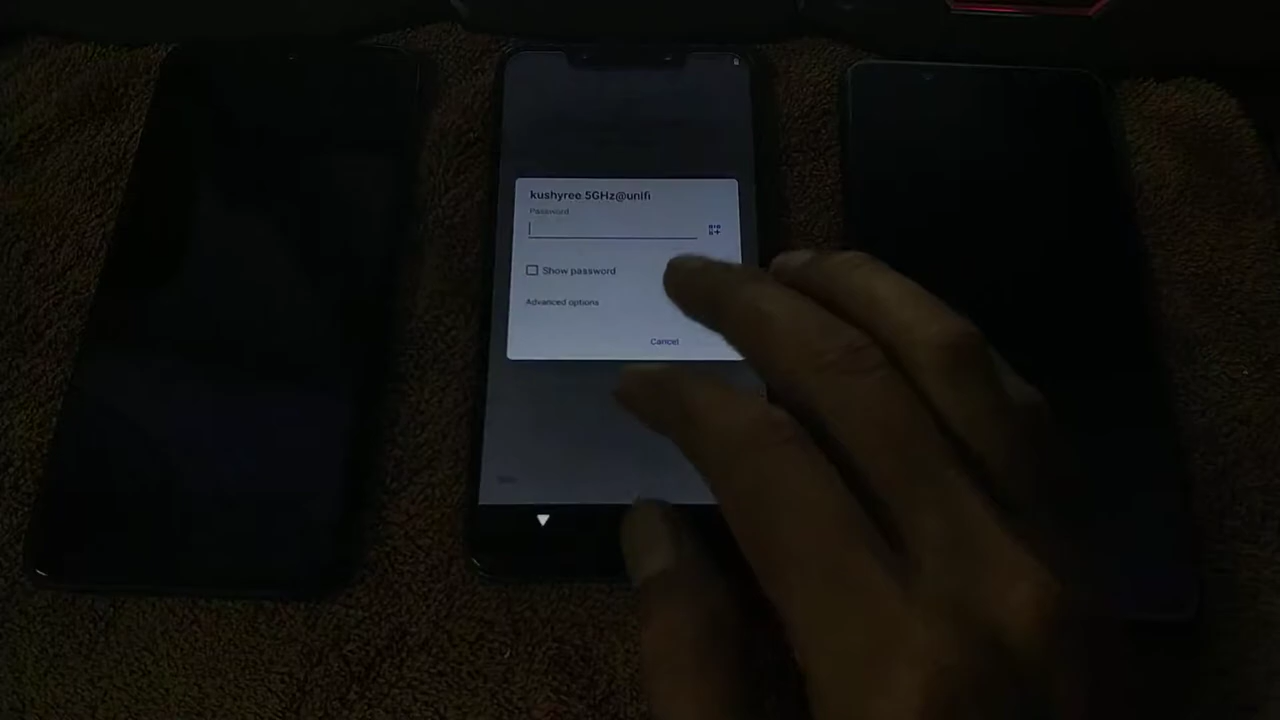 kushyree 5GHz@unifi
Password
Show password
Advanced options
Cancel